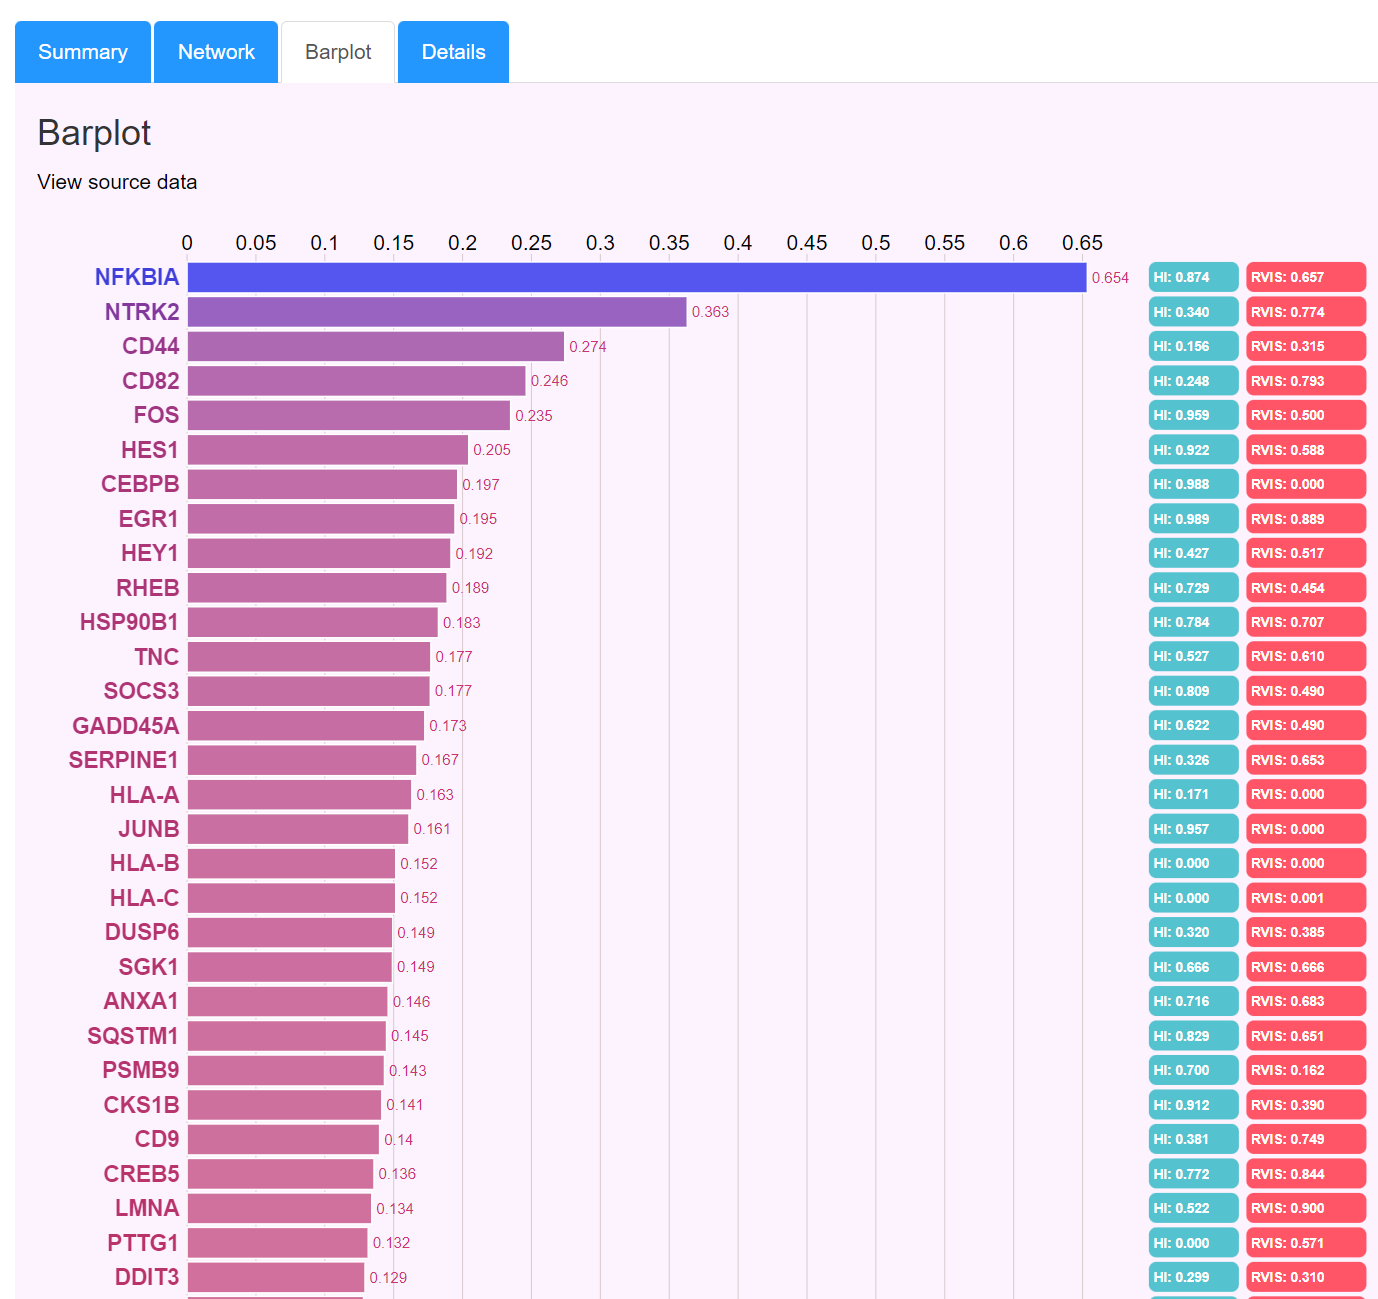 Summary Network Barplot Details
Barplot
View source data
0 0.05 0.1 0.15 0.2 0.25 0.3 0.35 0.4 0.45 0.5 0.55 0.6 0.65
NFKBIA 0.654 HI: 0.874 RVIS: 0.657
NTRK2 0.363 HI: 0.340 RVIS: 0.774
CD44 0.274 HI: 0.156 RVIS: 0.315
CD82 0.246 HI: 0.248 RVIS: 0.793
FOS 0.235 HI: 0.959 RVIS: 0.500
HES1 0.205 HI: 0.922 RVIS: 0.588
CEBPB 0.197 HI: 0.988 RVIS: 0.000
EGR1 0.195 HI: 0.989 RVIS: 0.889
HEY1 0.192 HI: 0.427 RVIS: 0.517
RHEB 0.189 HI: 0.729 RVIS: 0.454
HSP90B1 0.183 HI: 0.784 RVIS: 0.707
TNC 0.177 HI: 0.527 RVIS: 0.610
SOCS3 0.177 HI: 0.809 RVIS: 0.490
GADD45A 0.173 HI: 0.622 RVIS: 0.490
SERPINE1 0.167 HI: 0.326 RVIS: 0.653
HLA-A 0.163 HI: 0.171 RVIS: 0.000
JUNB 0.161 HI: 0.957 RVIS: 0.000
HLA-B 0.152 HI: 0.000 RVIS: 0.000
HLA-C 0.152 HI: 0.000 RVIS: 0.001
DUSP6 0.149 HI: 0.320 RVIS: 0.385
SGK1 0.149 HI: 0.666 RVIS: 0.666
ANXA1 0.146 HI: 0.716 RVIS: 0.683
SQSTM1 0.145 HI: 0.829 RVIS: 0.651
PSMB9 0.143 HI: 0.700 RVIS: 0.162
CKS1B 0.141 HI: 0.912 RVIS: 0.390
CD9 0.14 HI: 0.381 RVIS: 0.749
CREB5 0.136 HI: 0.772 RVIS: 0.844
LMNA 0.134 HI: 0.522 RVIS: 0.900
PTTG1 0.132 HI: 0.000 RVIS: 0.571
DDIT3 0.129 HI: 0.299 RVIS: 0.310